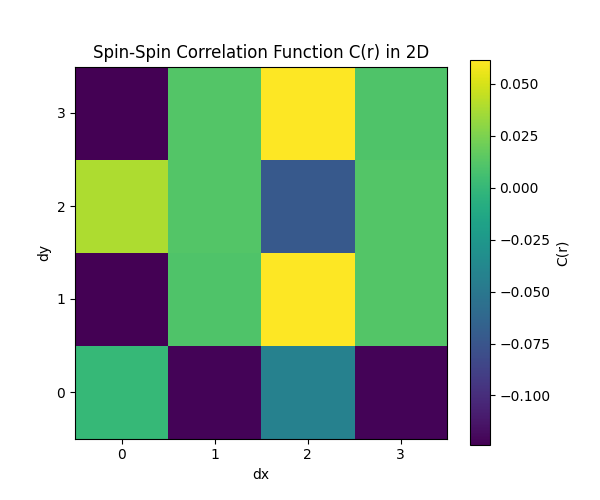 Spin-Spin Correlation Function C(r) in 2D
3
2
1
0
dy
0 1 2 3
dx
0.050
0.025
0.000
−0.025
−0.050
−0.075
−0.100
C(r)